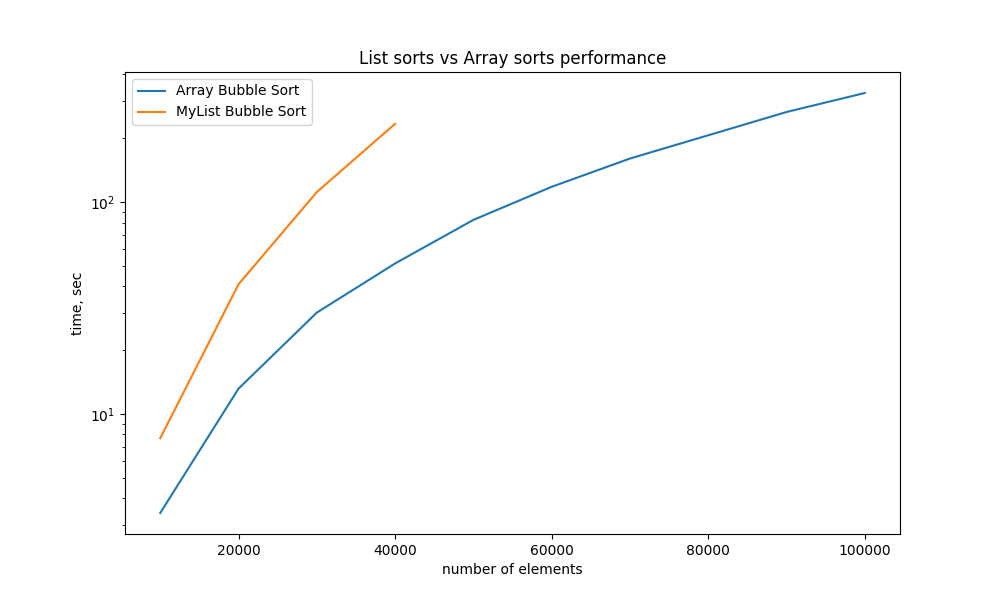 List sorts vs Array sorts performance
Array Bubble Sort
MyList Bubble Sort
time, sec
10²
10¹
20000 40000 60000 80000 100000
number of elements